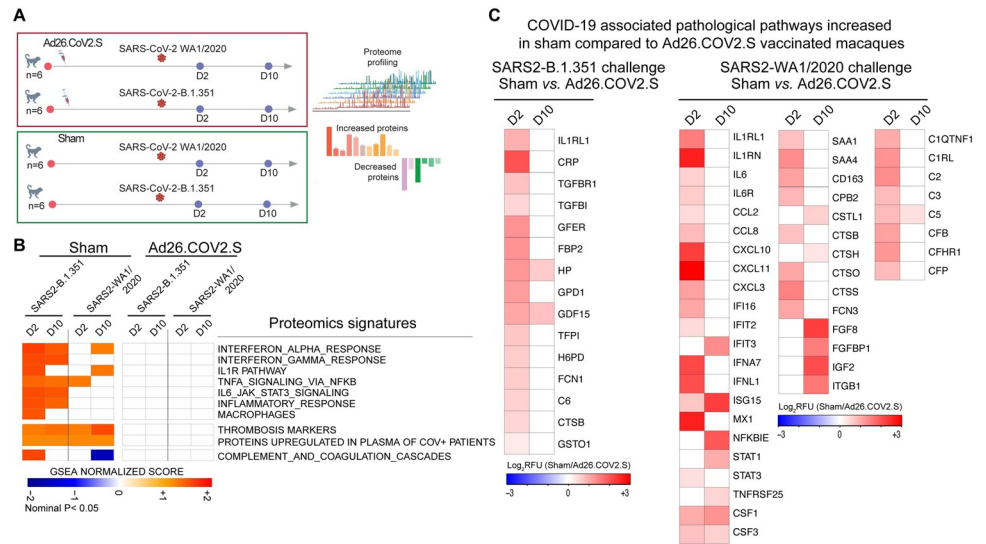 A
Ad26.CoV2.S
SARS-CoV-2 WA1/2020
n=6
D2
D10
SARS-CoV-2-B.1.351
n=6
D2
D10
Sham
SARS-CoV-2 WA1/2020
n=6
D2
D10
SARS-CoV-2-B.1.351
n=6
D2
D10
Proteome
profiling
Increased proteins
Decreased
proteins
B
Sham
Ad26.COV2.S
SARS2-B.1.351
SARS2-WA1/
2020
SARS2-B.1.351
SARS2-WA1/
2020
D2
D10
D2
D10
D2
D10
D2
D10
Proteomics signatures
INTERFERON_ALPHA_RESPONSE
INTERFERON_GAMMA_RESPONSE
IL1R PATHWAY
TNFA_SIGNALING_VIA_NFKB
IL6_JAK_STAT3_SIGNALING
INFLAMMATORY_RESPONSE
MACROPHAGES
THROMBOSIS MARKERS
PROTEINS UPREGULATED IN PLASMA OF COV+ PATIENTS
COMPLEMENT_AND_COAGULATION_CASCADES
GSEA NORMALIZED SCORE
-2
-1
0
+1
+2
Nominal P< 0.05
C
COVID-19 associated pathological pathways increased
in sham compared to Ad26.COV2.S vaccinated macaques
SARS2-B.1.351 challenge
Sham vs. Ad26.COV2.S
D2
D10
IL1RL1
CRP
TGFBR1
TGFBI
GFER
FBP2
HP
GPD1
GDF15
TFPI
H6PD
FCN1
C6
CTSB
GSTO1
Log2RFU (Sham/Ad26.COV2.S)
−3
0
+3
SARS2-WA1/2020 challenge
Sham vs. Ad26.COV2.S
D2
D10
IL1RL1
IL1RN
IL6
IL6R
CCL2
CCL8
CXCL10
CXCL11
CXCL3
IFI16
IFIT2
IFIT3
IFNA7
IFNL1
ISG15
MX1
NFKBIE
STAT1
STAT3
TNFRSF25
CSF1
CSF3
D2
D10
SAA1
SAA4
CD163
CPB2
CSTL1
CTSB
CTSH
CTSO
CTSS
FCN3
FGF8
FGFBP1
IGF2
ITGB1
D2
D10
C1QTNF1
C1RL
C2
C3
C5
CFB
CFHR1
CFP
Log2RFU (Sham/Ad26.COV2.S)
−3
0
+3